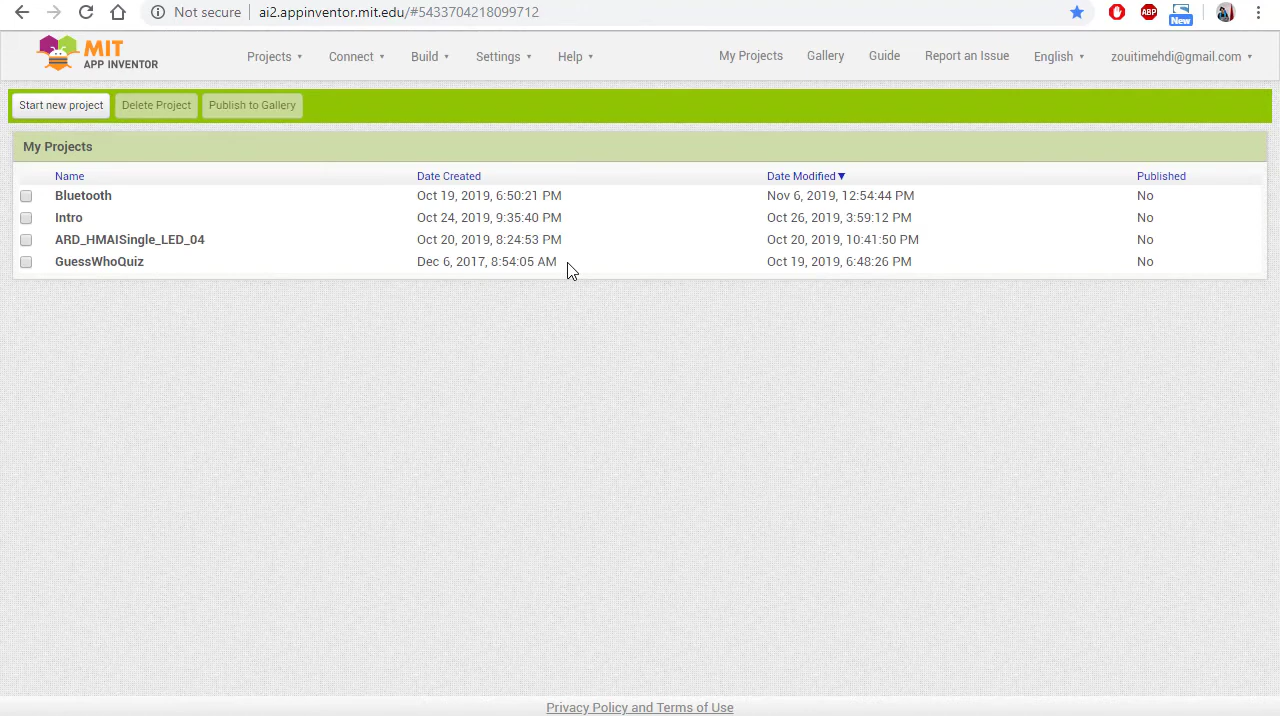 Not secure ai2.appinventor.mit.edu/#5433704218099712
ABP
New
MIT
APP INVENTOR
Projects Connect Build Settings Help My Projects Gallery Guide Report an Issue English zouitimehdi@gmail.com
Start new project Delete Project Publish to Gallery
My Projects
Name Date Created Date Modified▼ Published
Bluetooth Oct 19, 2019, 6:50:21 PM Nov 6, 2019, 12:54:44 PM No
Intro Oct 24, 2019, 9:35:40 PM Oct 26, 2019, 3:59:12 PM No
ARD_HMAISingle_LED_04 Oct 20, 2019, 8:24:53 PM Oct 20, 2019, 10:41:50 PM No
GuessWhoQuiz Dec 6, 2017, 8:54:05 AM Oct 19, 2019, 6:48:26 PM No
Privacy Policy and Terms of Use